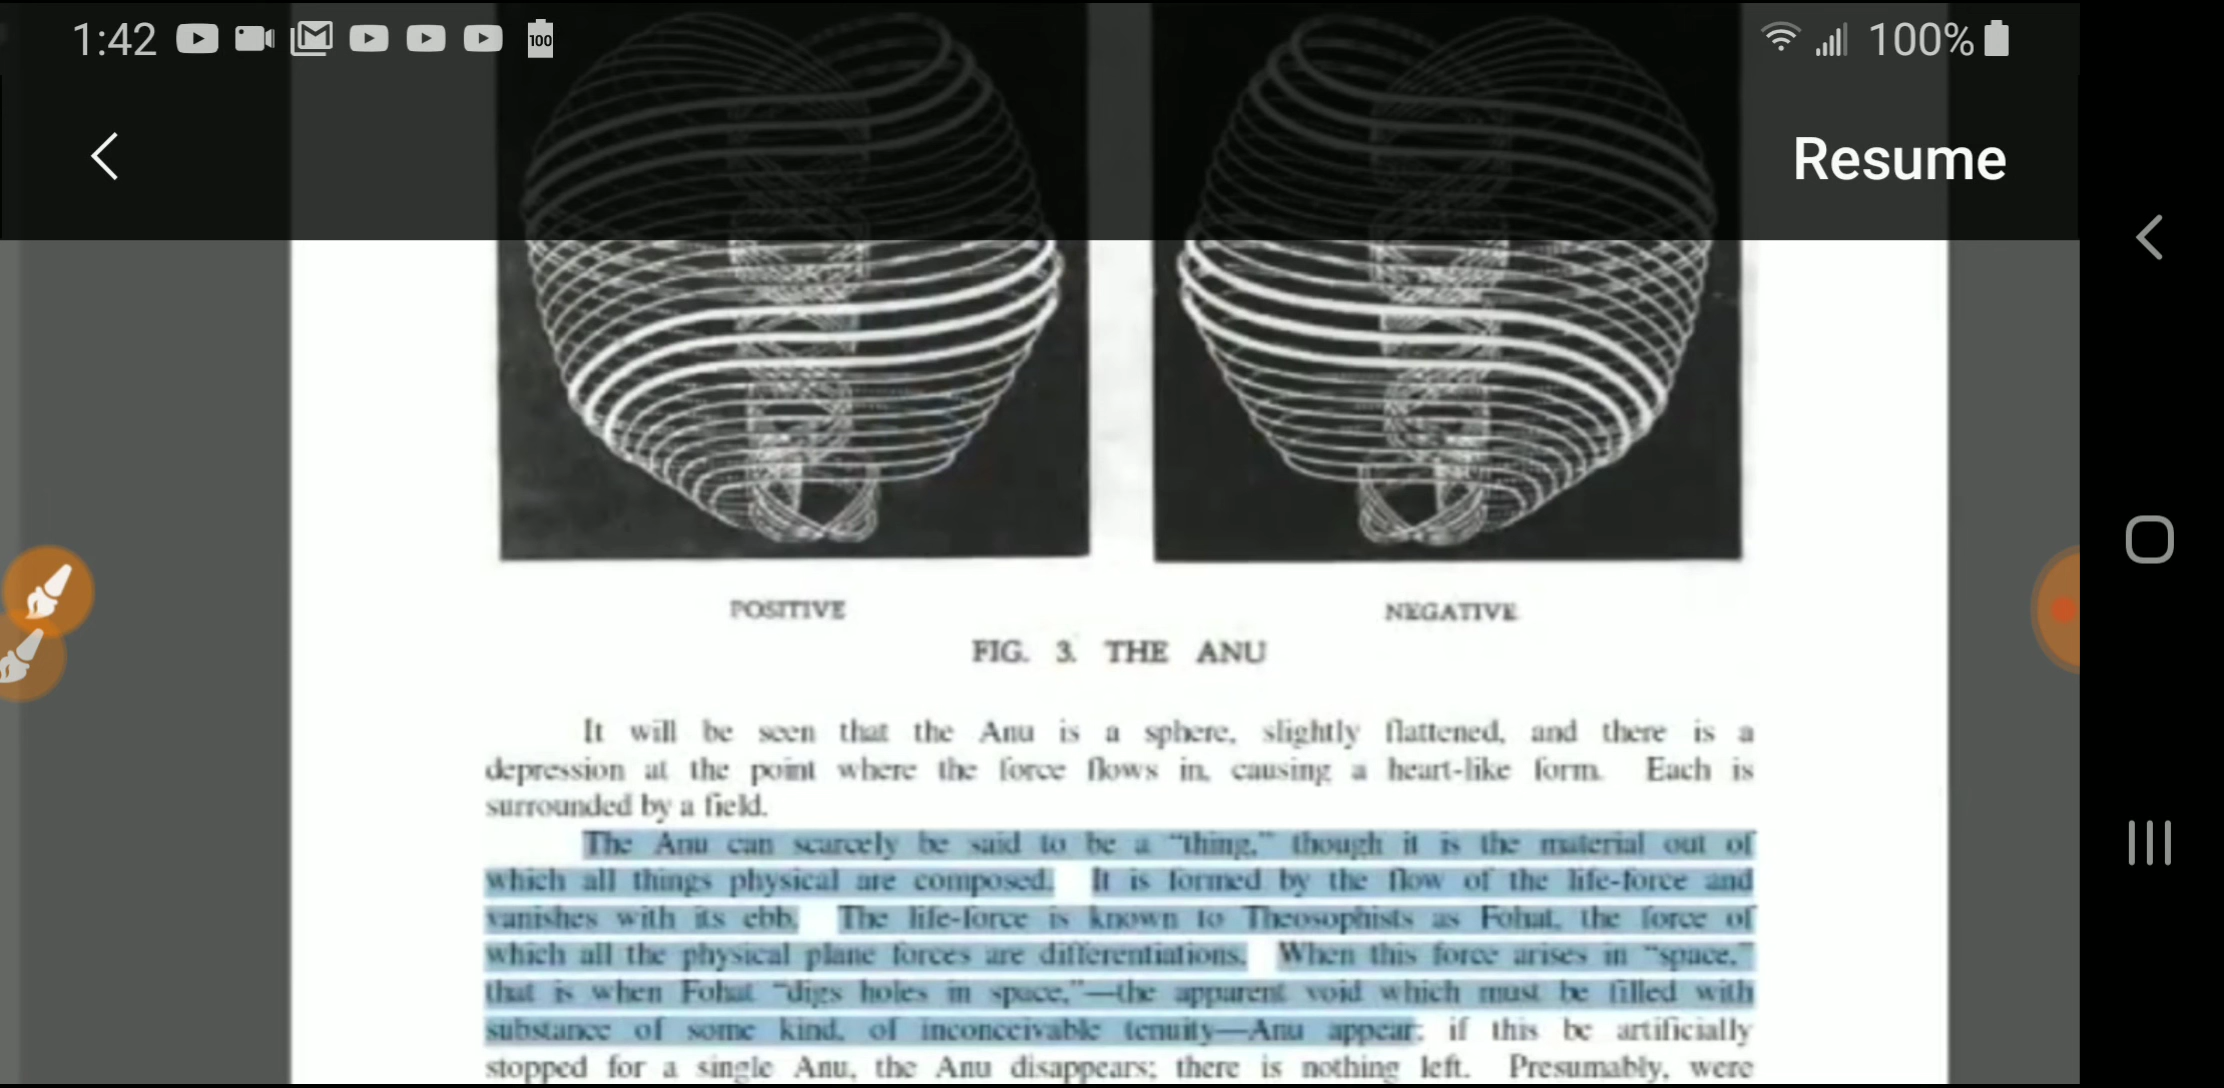 1:42
100
100%
Resume
POSITIVE
NEGATIVE
FIG. 3. THE ANU
It will be seen that the Anu is a sphere, slightly flattened, and there is a
depression at the point where the force flows in, causing a heart-like form. Each is
surrounded by a field.
The Anu can scarcely be said to be a "thing," though it is the material out of
which all things physical are composed. It is formed by the flow of the life-force and
vanishes with its ebb. The life-force is known to Theosophists as Fohat, the force of
which all the physical plane forces are differentiations. When this force arises in "space,"
that is when Fohat "digs holes in space,"—the apparent void which must be filled with
substance of some kind, of inconceivable tenuity—Anu appear; if this be artificially
stopped for a single Anu, the Anu disappears; there is nothing left. Presumably, were